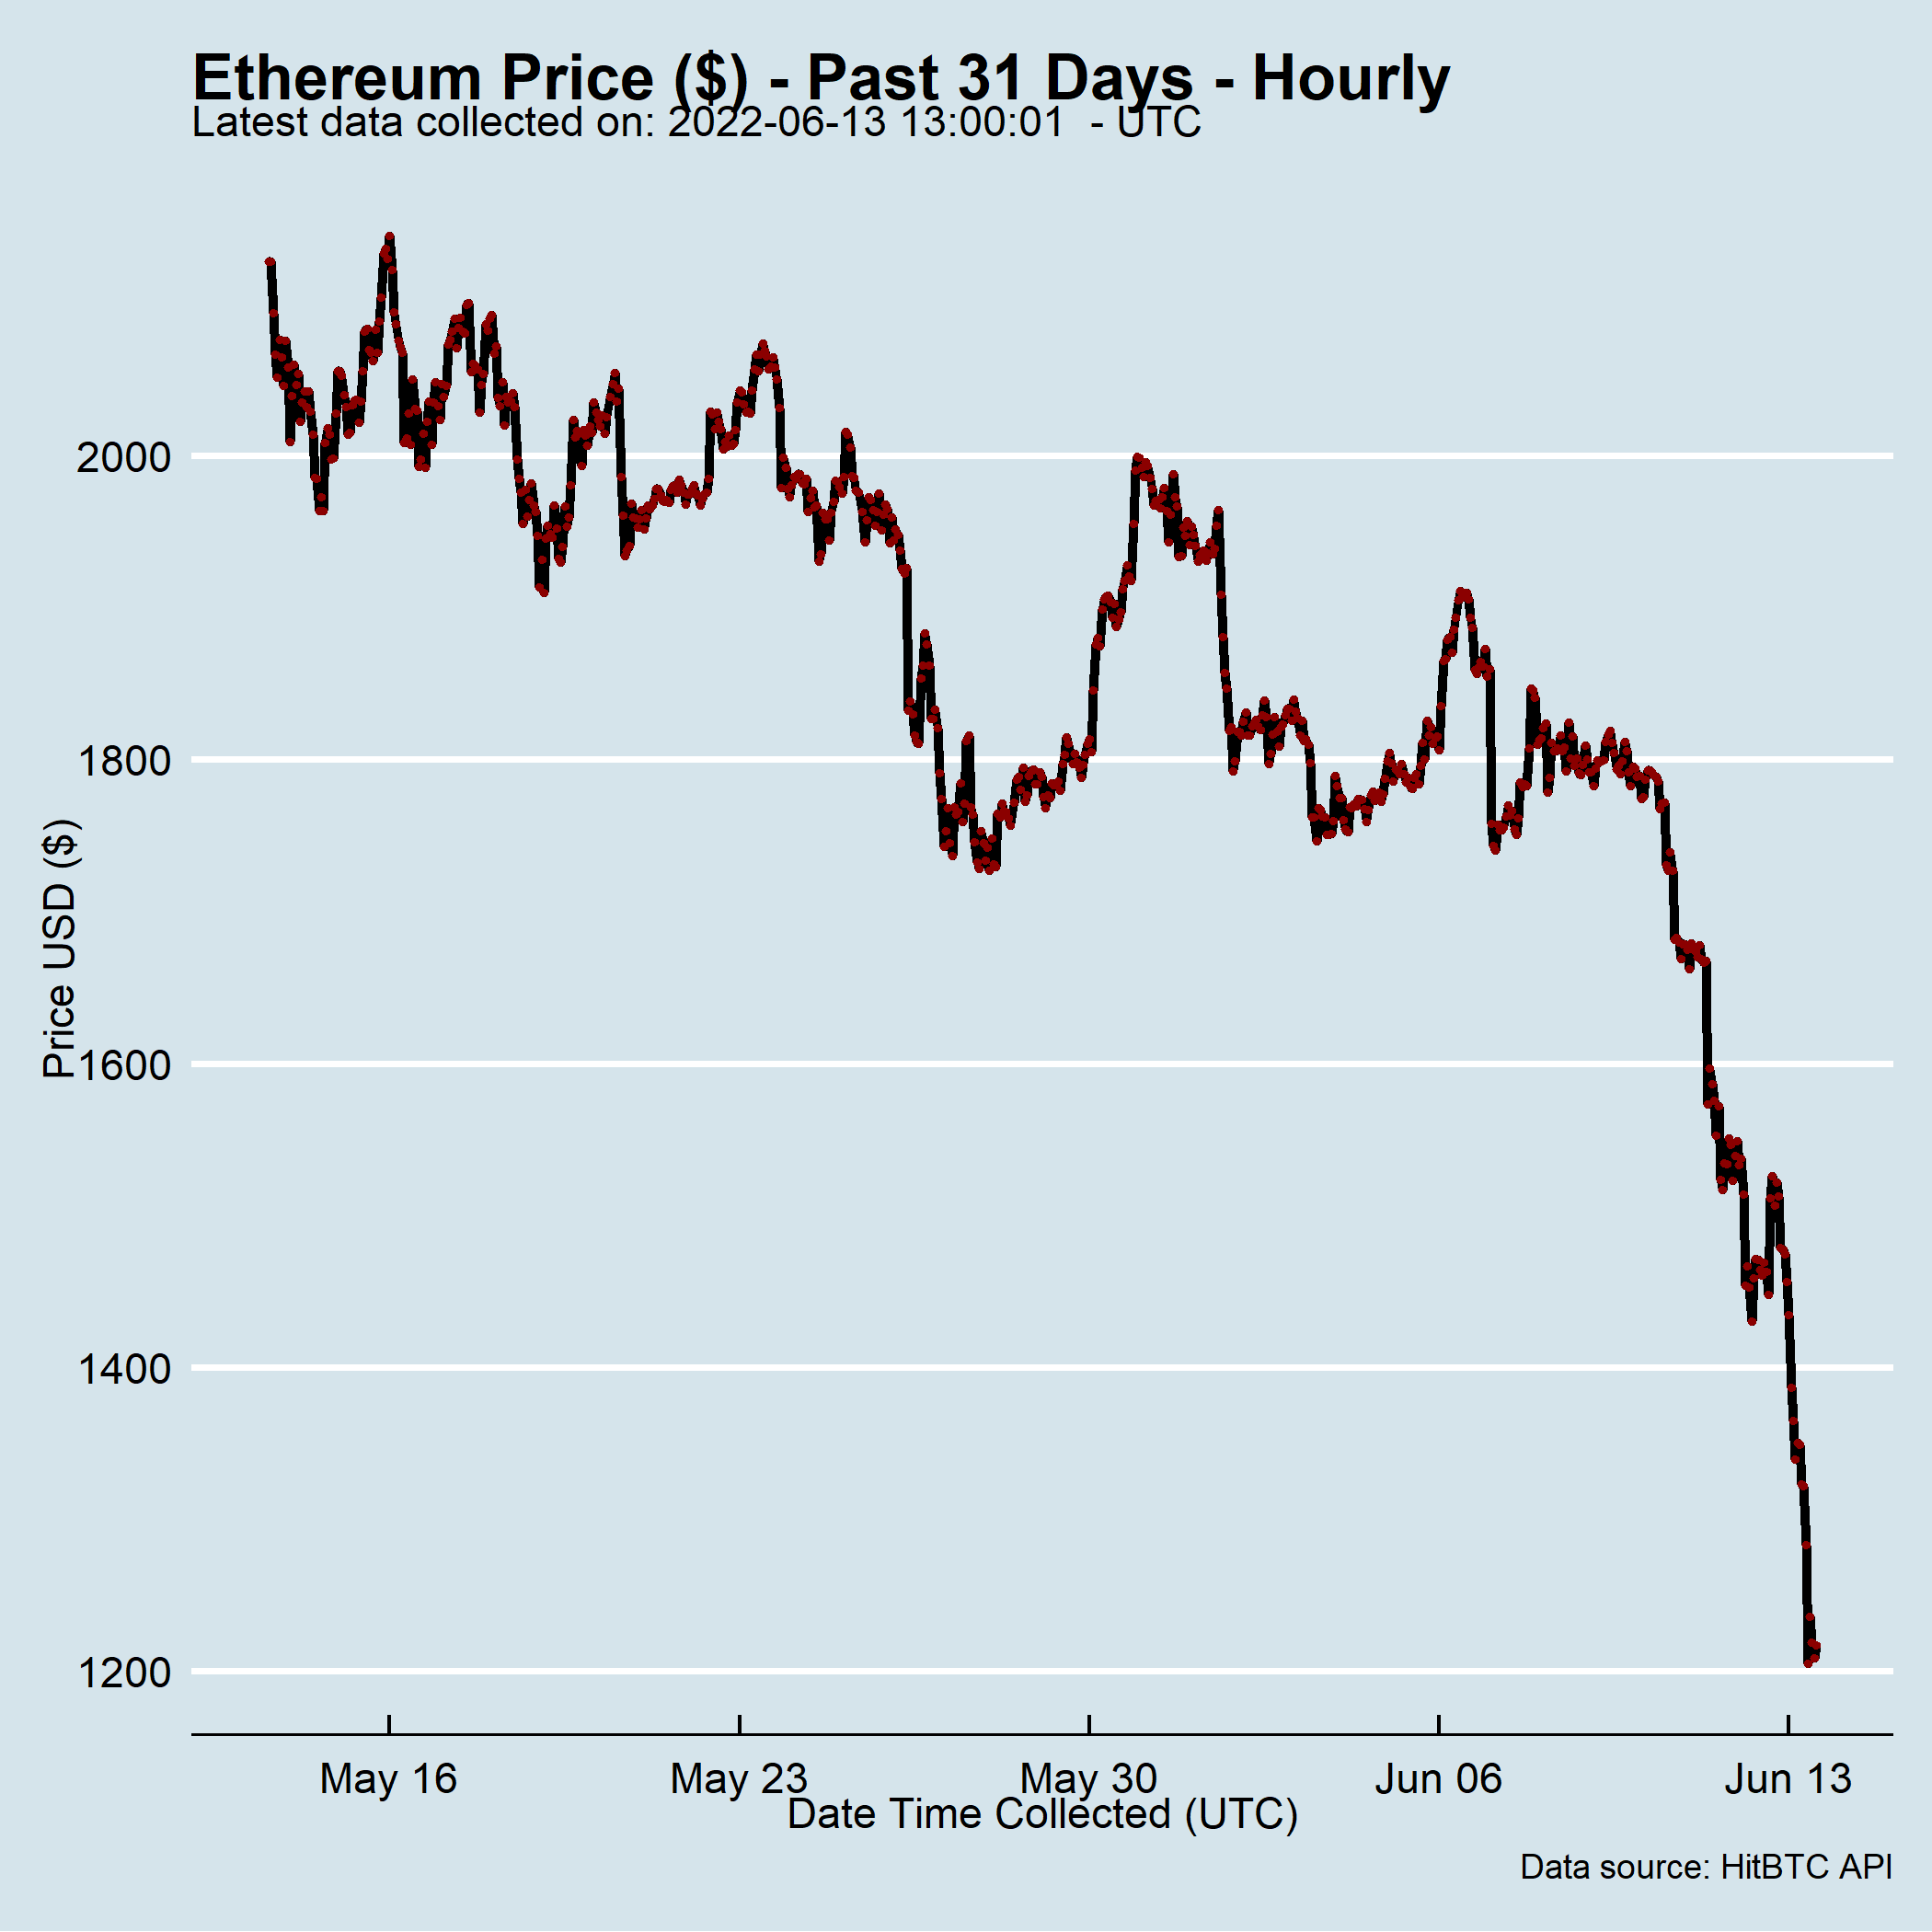 Ethereum Price ($) - Past 31 Days - Hourly
Latest data collected on: 2022-06-13 13:00:01  - UTC
Price USD ($)
2000
1800
1600
1400
1200
May 16
May 23
May 30
Jun 06
Jun 13
Date Time Collected (UTC)
Data source: HitBTC API